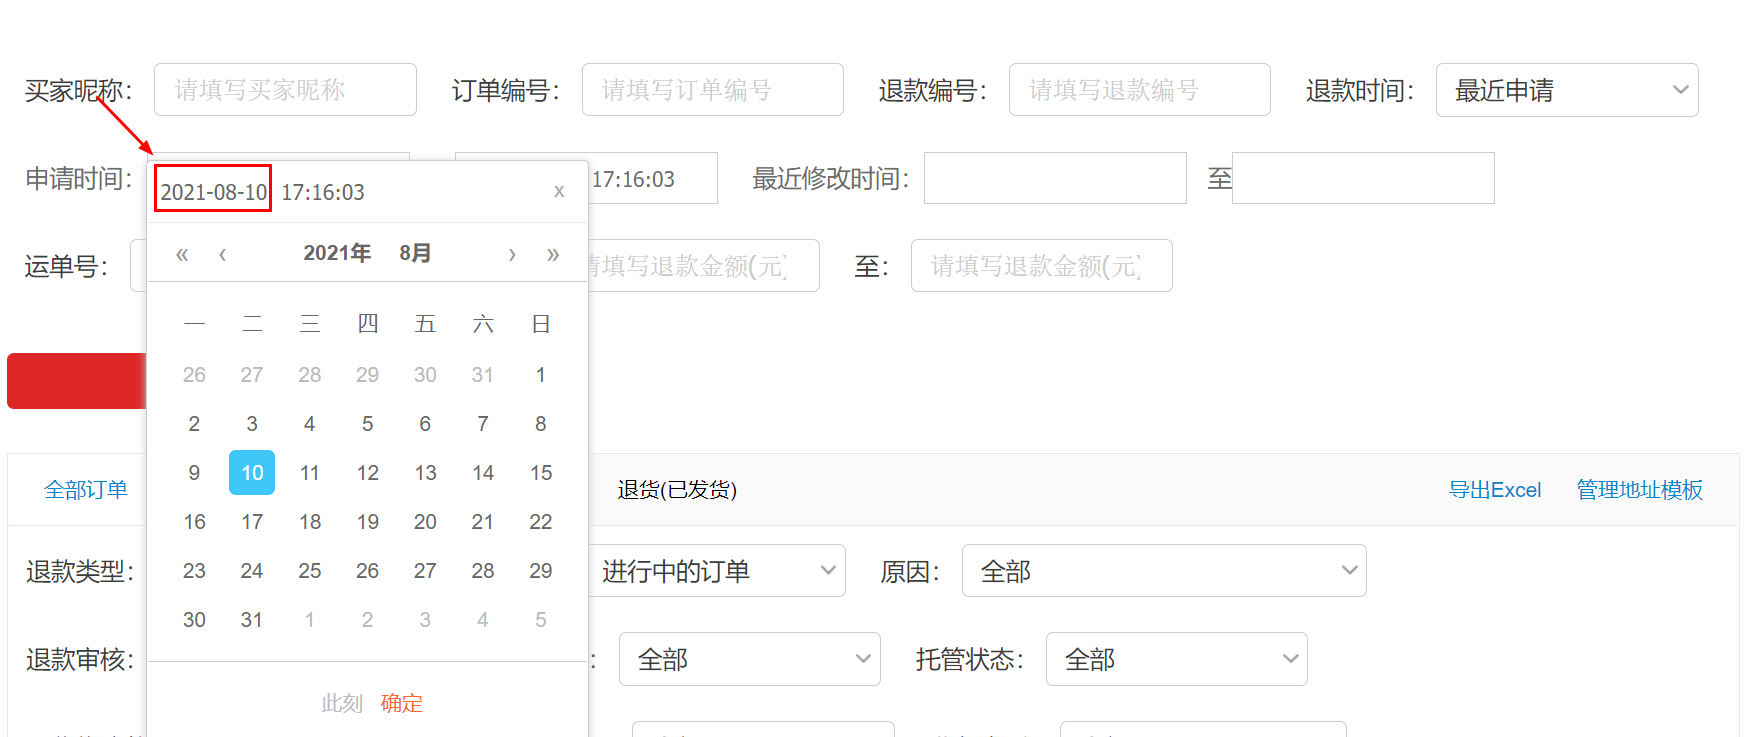 买家昵称： 请填写买家昵称 订单编号： 请填写订单编号 退款编号： 请填写退款编号 退款时间： 最近申请
申请时间： 17:16:03 最近修改时间： 至
2021-08-10 17:16:03 x
运单号： 请填写退款金额(元) 至： 请填写退款金额(元)
« ‹ 2021年 8月 › »
一 二 三 四 五 六 日
26 27 28 29 30 31 1
2 3 4 5 6 7 8
9 10 11 12 13 14 15
16 17 18 19 20 21 22
23 24 25 26 27 28 29
30 31 1 2 3 4 5
此刻 确定
全部订单 退货(已发货) 导出Excel 管理地址模板
退款类型： 进行中的订单 原因： 全部
退款审核： ： 全部 托管状态： 全部